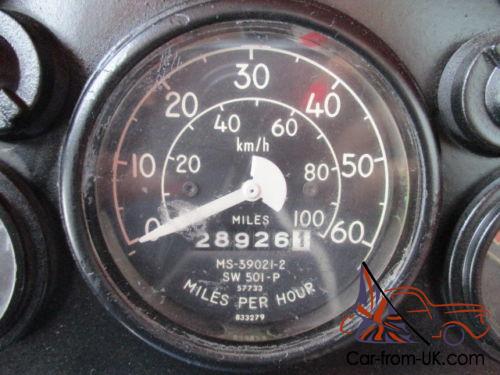 30
20 40
40 60
km/h
10 20 80 50
0 MILES 100 60
289261
MS-39021-2
SW 501-P
57733
MILES PER HOUR
833279
Car-from-UK.com